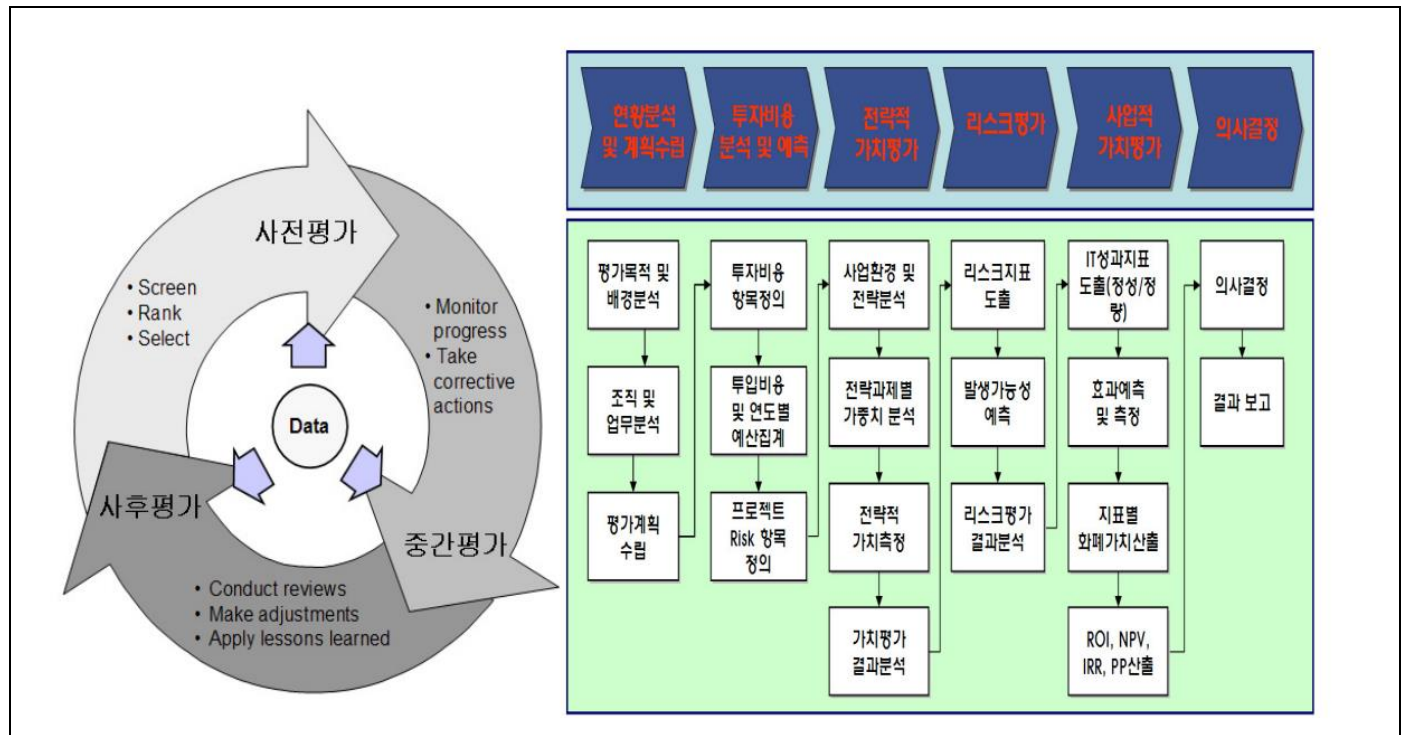 사전평가
• Screen
• Rank
• Select
• Monitor
progress
• Take
corrective
actions
Data
사후평가
중간평가
• Conduct reviews
• Make adjustments
• Apply lessons learned
현황분석
및 계획수립
투자비용
분석 및 예측
전략적
가치평가
리스크평가
사업적
가치평가
의사결정
평가목적 및
배경분석
조직 및
업무분석
평가계획
수립
투자비용
항목정의
투입비용
및 연도별
예산집계
프로젝트
Risk 항목
정의
사업환경 및
전략분석
전략과제별
가중치 분석
전략적
가치측정
가치평가
결과분석
리스크지표
도출
발생가능성
예측
리스크평가
결과분석
IT성과지표
도출(정성/정
량)
효과예측
및 측정
지표별
화폐가치산출
ROI, NPV,
IRR, PP산출
의사결정
결과 보고